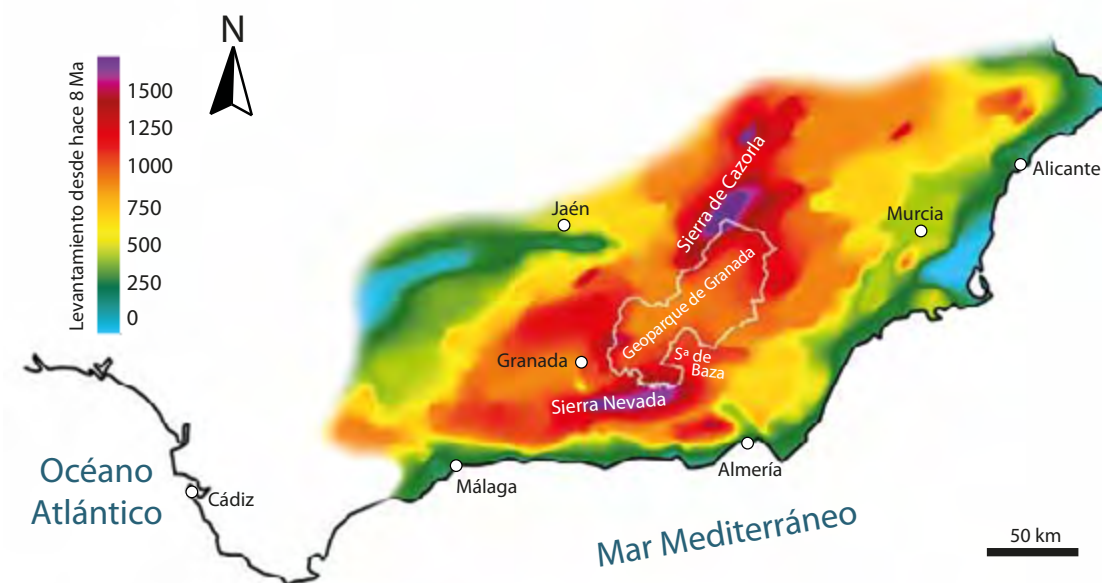 N
Levantamiento desde hace 8 Ma
1500
1250
1000
750
500
250
0
Sierra de Cazorla
Alicante
Jaén
Murcia
Geoparque de Granada
Granada
Sª de
Baza
Sierra Nevada
Almería
Málaga
Océano
Atlántico
Cádiz
Mar Mediterráneo
50 km